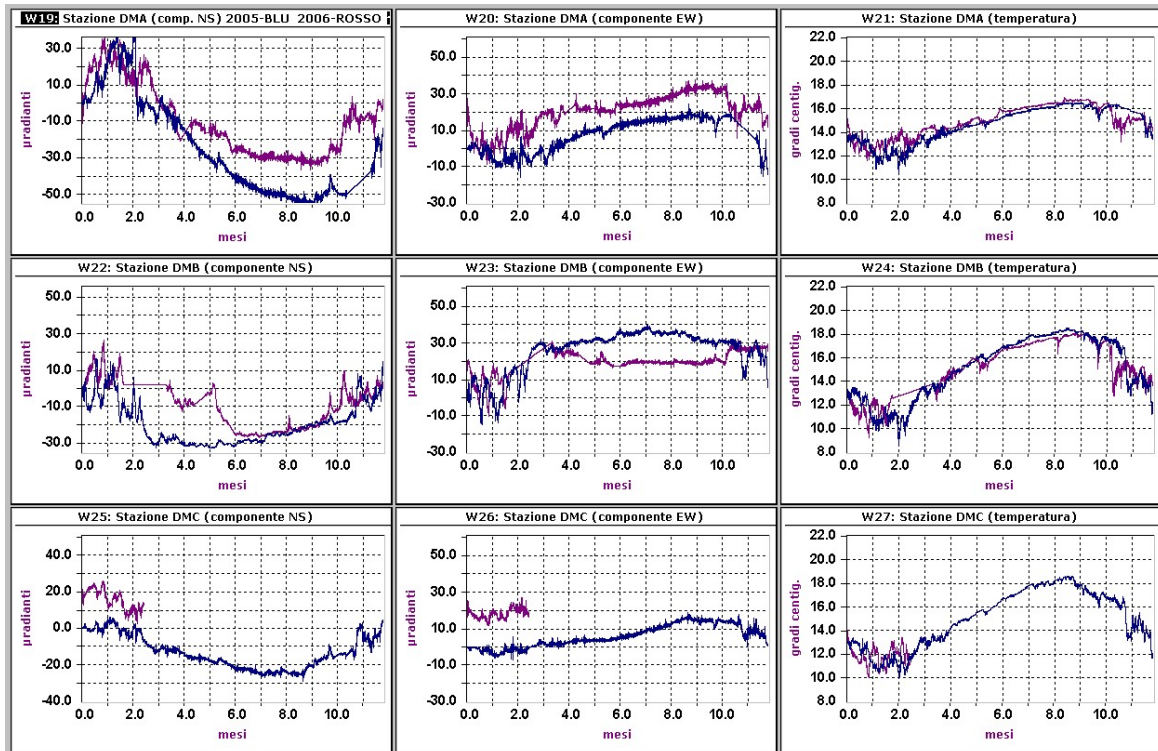 W19: Stazione DMA (comp. NS) 2005-BLU 2006-ROSSO
30.0
10.0
-10.0
-30.0
-50.0
µradianti
0.0 2.0 4.0 6.0 8.0 10.0
mesi
W20: Stazione DMA (componente EW)
50.0
30.0
10.0
-10.0
-30.0
µradianti
0.0 2.0 4.0 6.0 8.0 10.0
mesi
W21: Stazione DMA (temperatura)
22.0
20.0
18.0
16.0
14.0
12.0
10.0
8.0
gradi centig.
0.0 2.0 4.0 6.0 8.0 10.0
mesi
W22: Stazione DMB (componente NS)
50.0
30.0
10.0
-10.0
-30.0
µradianti
0.0 2.0 4.0 6.0 8.0 10.0
mesi
W23: Stazione DMB (componente EW)
50.0
30.0
10.0
-10.0
-30.0
µradianti
0.0 2.0 4.0 6.0 8.0 10.0
mesi
W24: Stazione DMB (temperatura)
22.0
20.0
18.0
16.0
14.0
12.0
10.0
8.0
gradi centig.
0.0 2.0 4.0 6.0 8.0 10.0
mesi
W25: Stazione DMC (componente NS)
40.0
20.0
0.0
-20.0
-40.0
µradianti
0.0 2.0 4.0 6.0 8.0 10.0
mesi
W26: Stazione DMC (componente EW)
50.0
30.0
10.0
-10.0
-30.0
µradianti
0.0 2.0 4.0 6.0 8.0 10.0
mesi
W27: Stazione DMC (temperatura)
22.0
20.0
18.0
16.0
14.0
12.0
10.0
8.0
gradi centig.
0.0 2.0 4.0 6.0 8.0 10.0
mesi